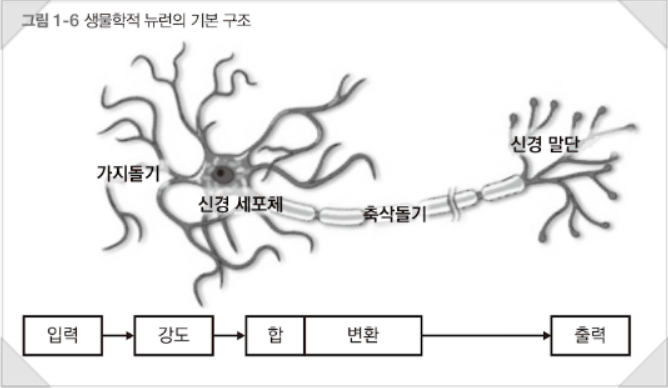 그림 1-6 생물학적 뉴런의 기본 구조
신경 말단
가지돌기
신경 세포체
축삭돌기
입력 강도 합 변환 출력